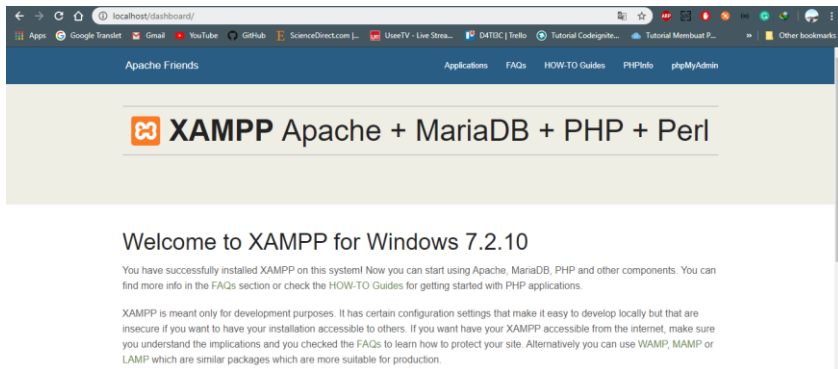 localhost/dashboard/
Apps Google Translet Gmail YouTube GitHub ScienceDirect.com |... UseeTV - Live Strea... D4TI3C | Trello Tutorial Codeignite... Tutorial Membuat P... » Other bookmarks
Apache Friends Applications FAQs HOW-TO Guides PHPInfo phpMyAdmin
XAMPP Apache + MariaDB + PHP + Perl
Welcome to XAMPP for Windows 7.2.10
You have successfully installed XAMPP on this system! Now you can start using Apache, MariaDB, PHP and other components. You can
find more info in the FAQs section or check the HOW-TO Guides for getting started with PHP applications.
XAMPP is meant only for development purposes. It has certain configuration settings that make it easy to develop locally but that are
insecure if you want to have your installation accessible to others. If you want have your XAMPP accessible from the internet, make sure
you understand the implications and you checked the FAQs to learn how to protect your site. Alternatively you can use WAMP, MAMP or
LAMP which are similar packages which are more suitable for production.